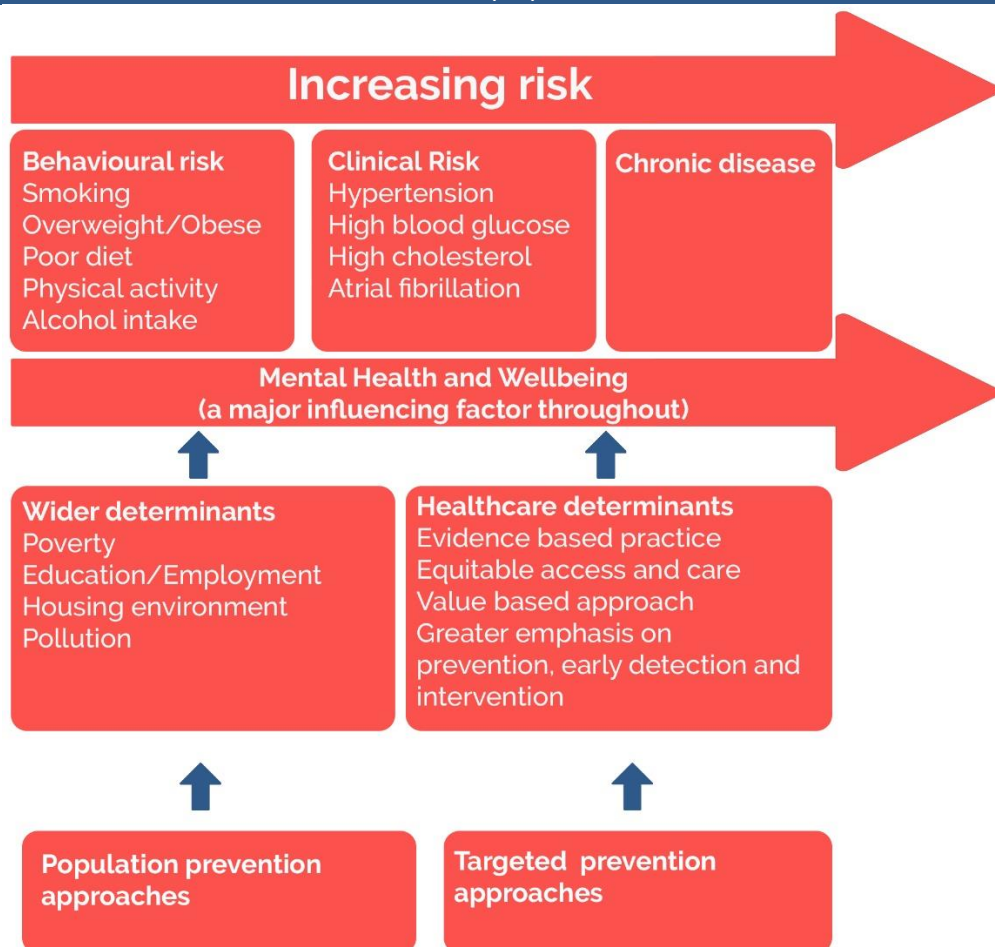 Increasing risk
Behavioural risk
Smoking
Overweight/Obese
Poor diet
Physical activity
Alcohol intake
Clinical Risk
Hypertension
High blood glucose
High cholesterol
Atrial fibrillation
Chronic disease
Mental Health and Wellbeing
(a major influencing factor throughout)
Wider determinants
Poverty
Education/Employment
Housing environment
Pollution
Healthcare determinants
Evidence based practice
Equitable access and care
Value based approach
Greater emphasis on
prevention, early detection and
intervention
Population prevention
approaches
Targeted prevention
approaches